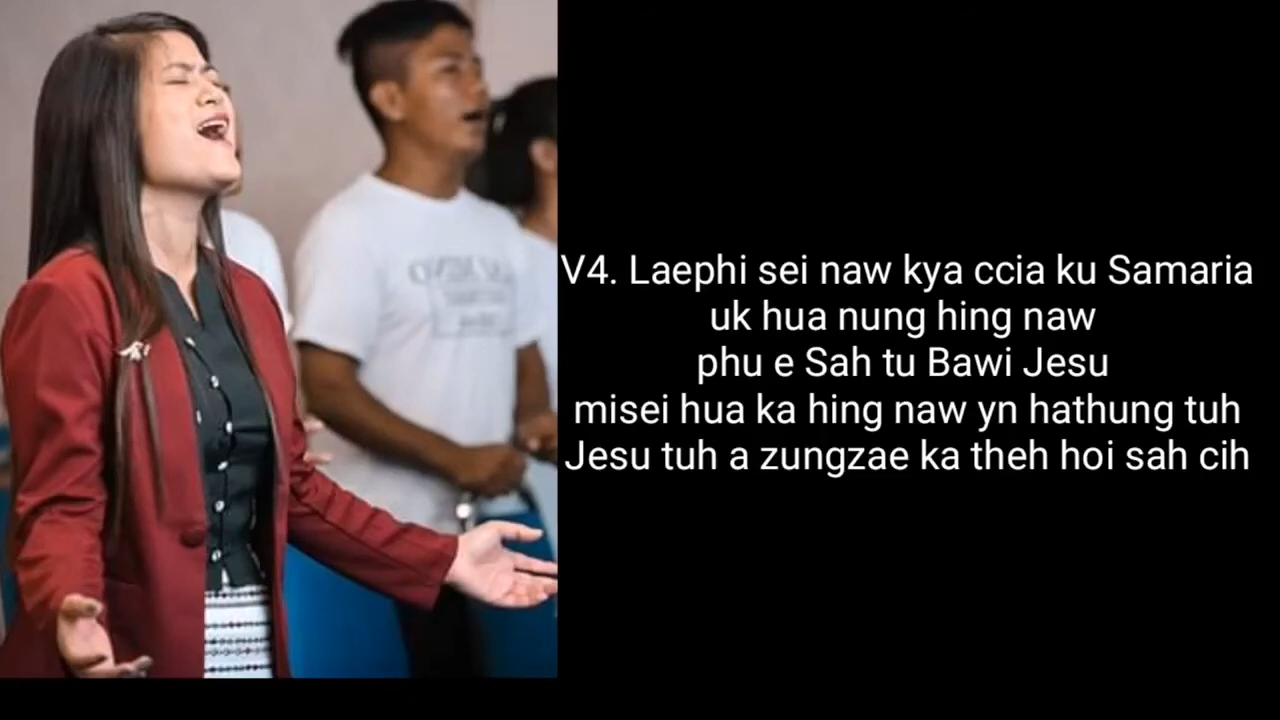 V4. Laephi sei naw kya ccia ku Samaria
uk hua nung hing naw
phu e Sah tu Bawi Jesu
misei hua ka hing naw yn hathung tuh
Jesu tuh a zungzae ka theh hoi sah cih